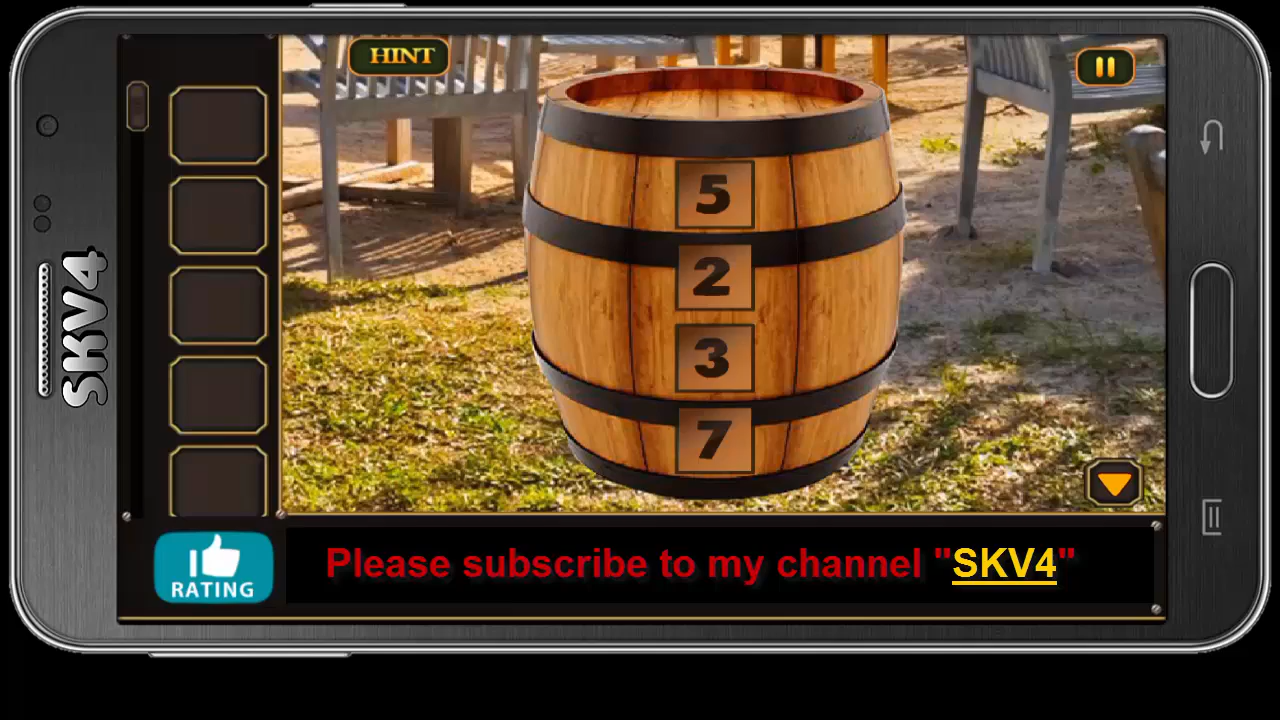 HINT
5
2
3
7
SKV4
RATING
Please subscribe to my channel "SKV4"